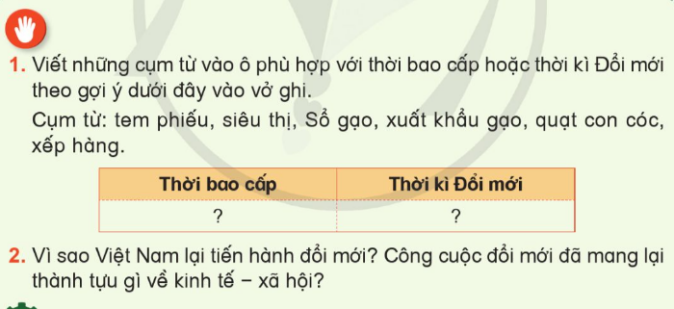 1. Viết những cụm từ vào ô phù hợp với thời bao cấp hoặc thời kì Đổi mới
theo gợi ý dưới đây vào vở ghi.
Cụm từ: tem phiếu, siêu thị, Sổ gạo, xuất khẩu gạo, quạt con cóc,
xếp hàng.
Thời bao cấp Thời kì Đổi mới
? ?
2. Vì sao Việt Nam lại tiến hành đổi mới? Công cuộc đổi mới đã mang lại
thành tựu gì về kinh tế – xã hội?